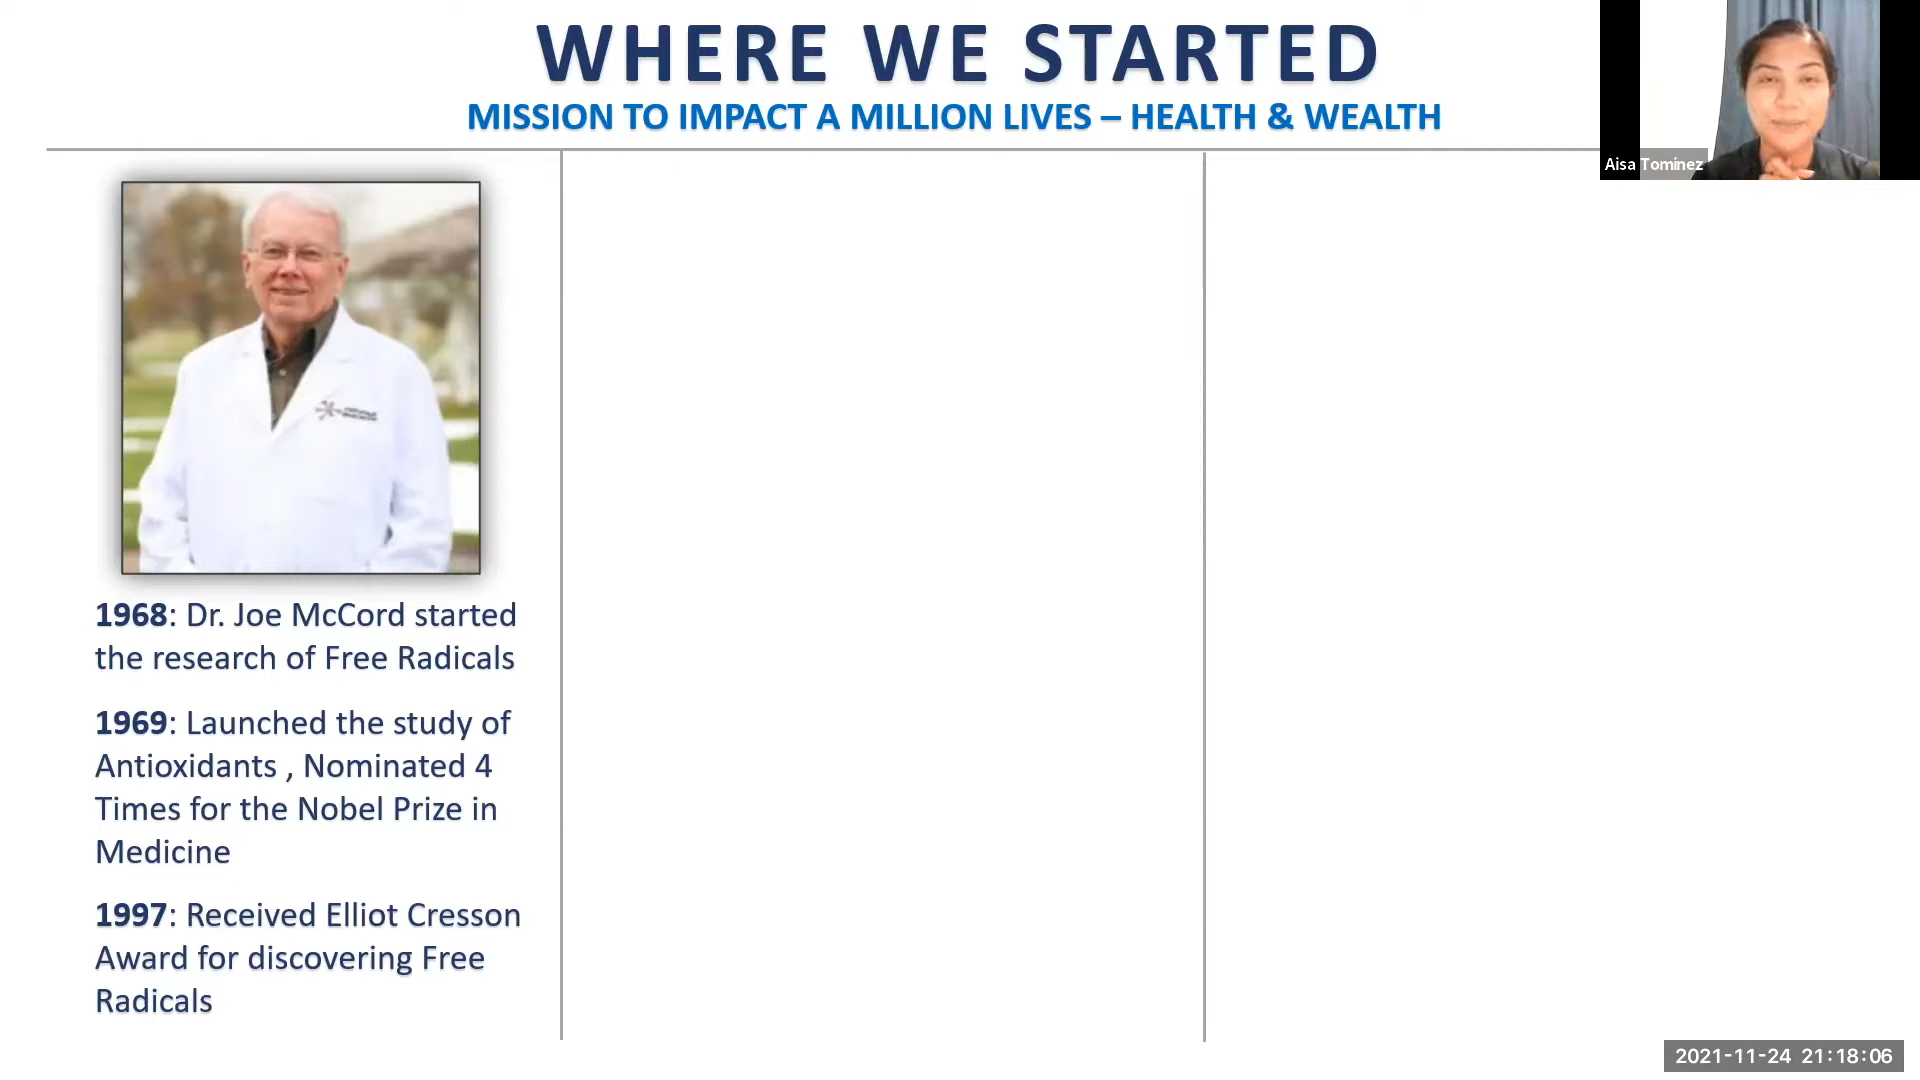 WHERE WE STARTED
MISSION TO IMPACT A MILLION LIVES – HEALTH & WEALTH
Aisa Tominez
1968: Dr. Joe McCord started
the research of Free Radicals
1969: Launched the study of
Antioxidants , Nominated 4
Times for the Nobel Prize in
Medicine
1997: Received Elliot Cresson
Award for discovering Free
Radicals
2021-11-24 21:18:06